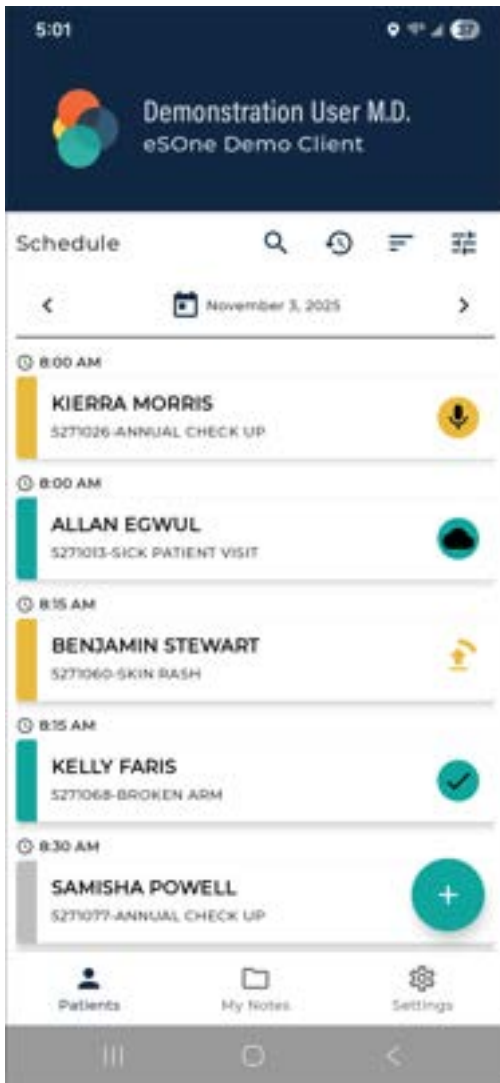 5:01
37
Demonstration User M.D.
eSOne Demo Client
Schedule
November 3, 2025
8:00 AM
KIERRA MORRIS
5271026-ANNUAL CHECK UP
8:00 AM
ALLAN EGWUL
5271013-SICK PATIENT VISIT
8:15 AM
BENJAMIN STEWART
5271060-SKIN RASH
8:15 AM
KELLY FARIS
5271068-BROKEN ARM
8:30 AM
SAMISHA POWELL
5271077-ANNUAL CHECK UP
Patients
My Notes
Settings